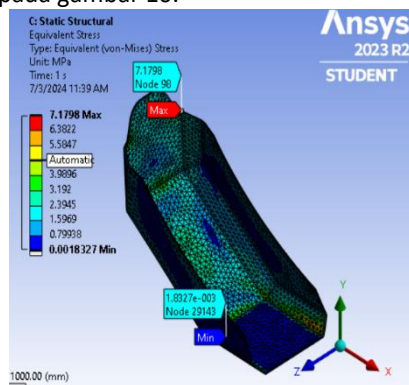 pada gambar 10.
C: Static Structural
Equivalent Stress
Type: Equivalent (von-Mises) Stress
Unit: MPa
Time: 1 s
7/3/2024 11:39 AM
Ansys
2023 R2
STUDENT
7.1798
Node 98
Max
7.1798 Max
6.3822
5.5847
Automatic
3.9896
3.192
2.3945
1.5969
0.79938
0.0018327 Min
1.8327e-003
Node 29143
Min
Y
Z
X
1000.00 (mm)